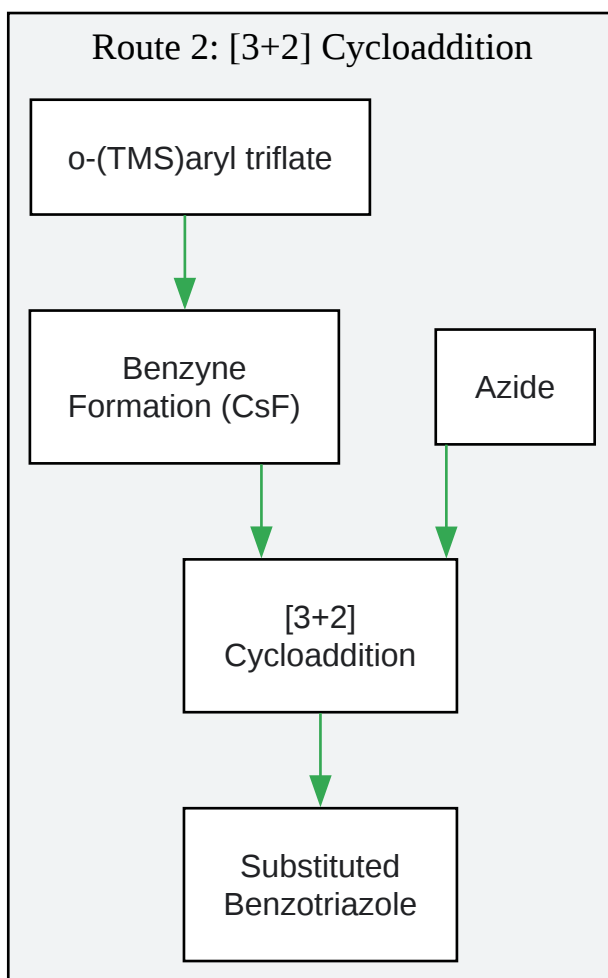 Route 2: [3+2] Cycloaddition
o-(TMS)aryl triflate
Benzyne
Formation (CsF)
Azide
[3+2]
Cycloaddition
Substituted
Benzotriazole